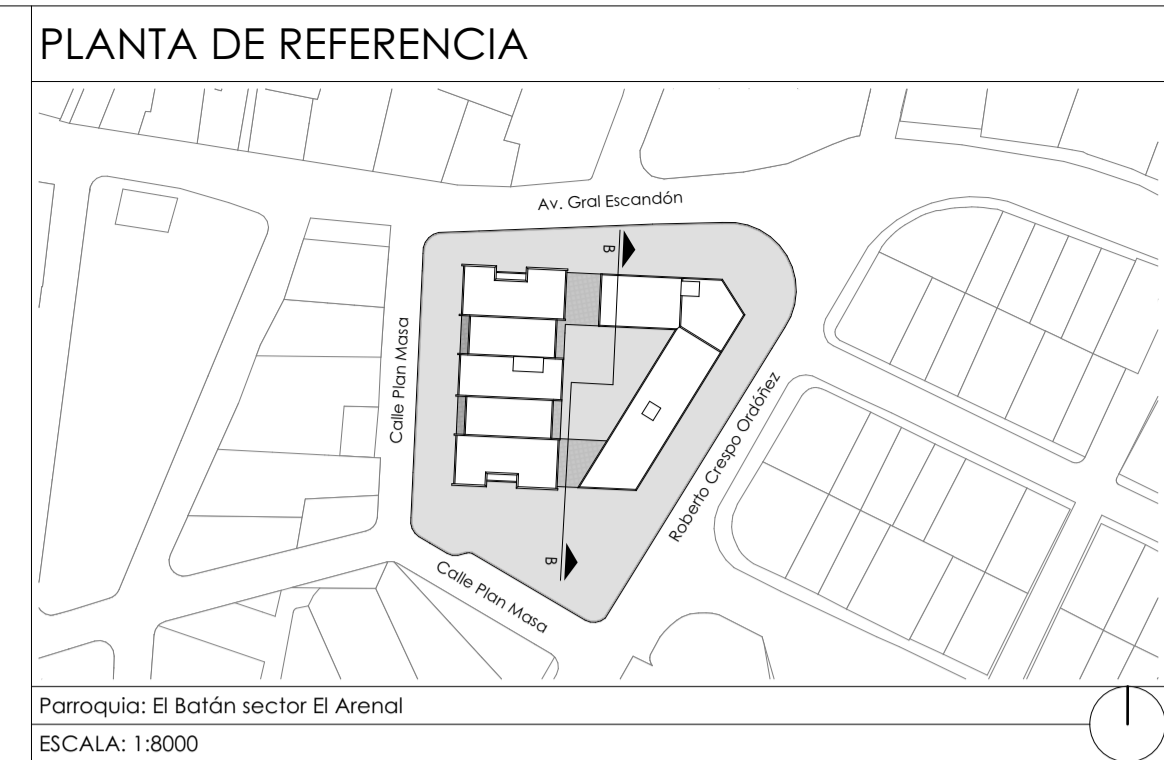 PLANTA DE REFERENCIA
Av. Gral Escandón
B
Calle Plan Masa
Roberto Crespo Ordóñez
B
Calle Plan Masa
Parroquia: El Batán sector El Arenal
ESCALA: 1:8000